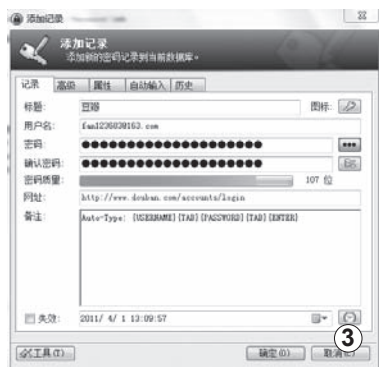 添加记录
添加记录
添加新的密码记录到当前数据库。
记录 高级 属性 自动输入 历史
标题: 豆瓣 图标:
用户名:
密码: ●●●●●●●●●●●●●●●●●●●●
确认密码: ●●●●●●●●●●●●●●●●●●●●
密码质量: 107 位
网址: http://www.douban.com/accounts/login
备注: Auto-Type: {USERNAME}{TAB}{PASSWORD}{TAB}{ENTER}
失效: 2011/ 4/ 1 13:09:57
③
工具(T) 确定(O) 取消